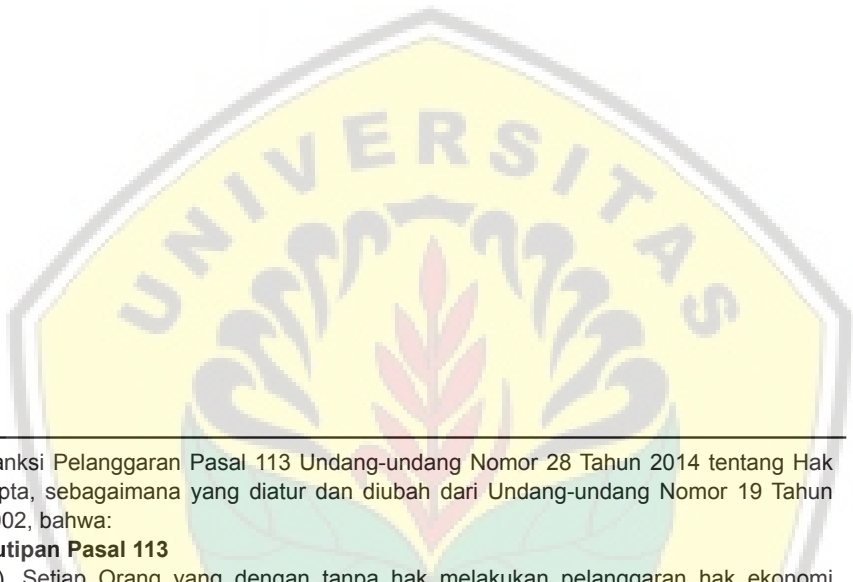 UNIVERSITAS
anksi Pelanggaran Pasal 113 Undang-undang Nomor 28 Tahun 2014 tentang Hak
pta, sebagaimana yang diatur dan diubah dari Undang-undang Nomor 19 Tahun
02, bahwa:
utipan Pasal 113
). Setiap Orang yang dengan tanpa hak melakukan pelanggaran hak ekonomi